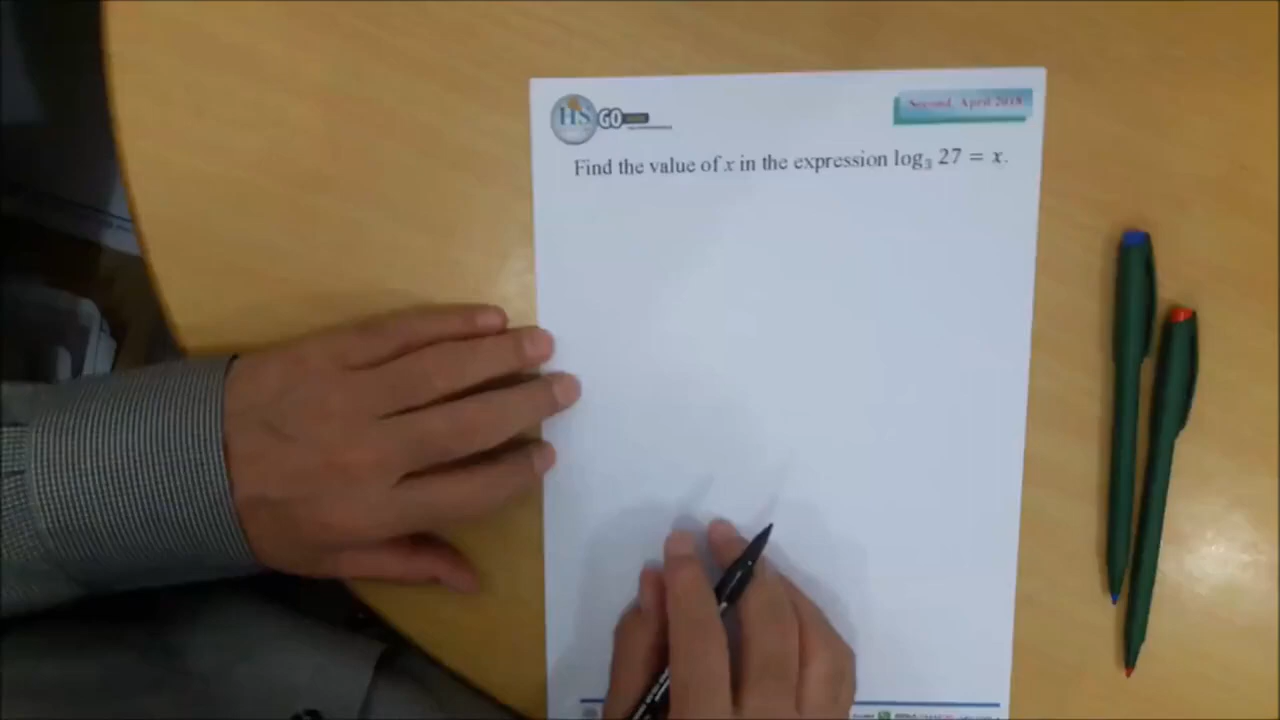 HS GO
Second, April 2018
Find the value of x in the expression log₃ 27 = x.